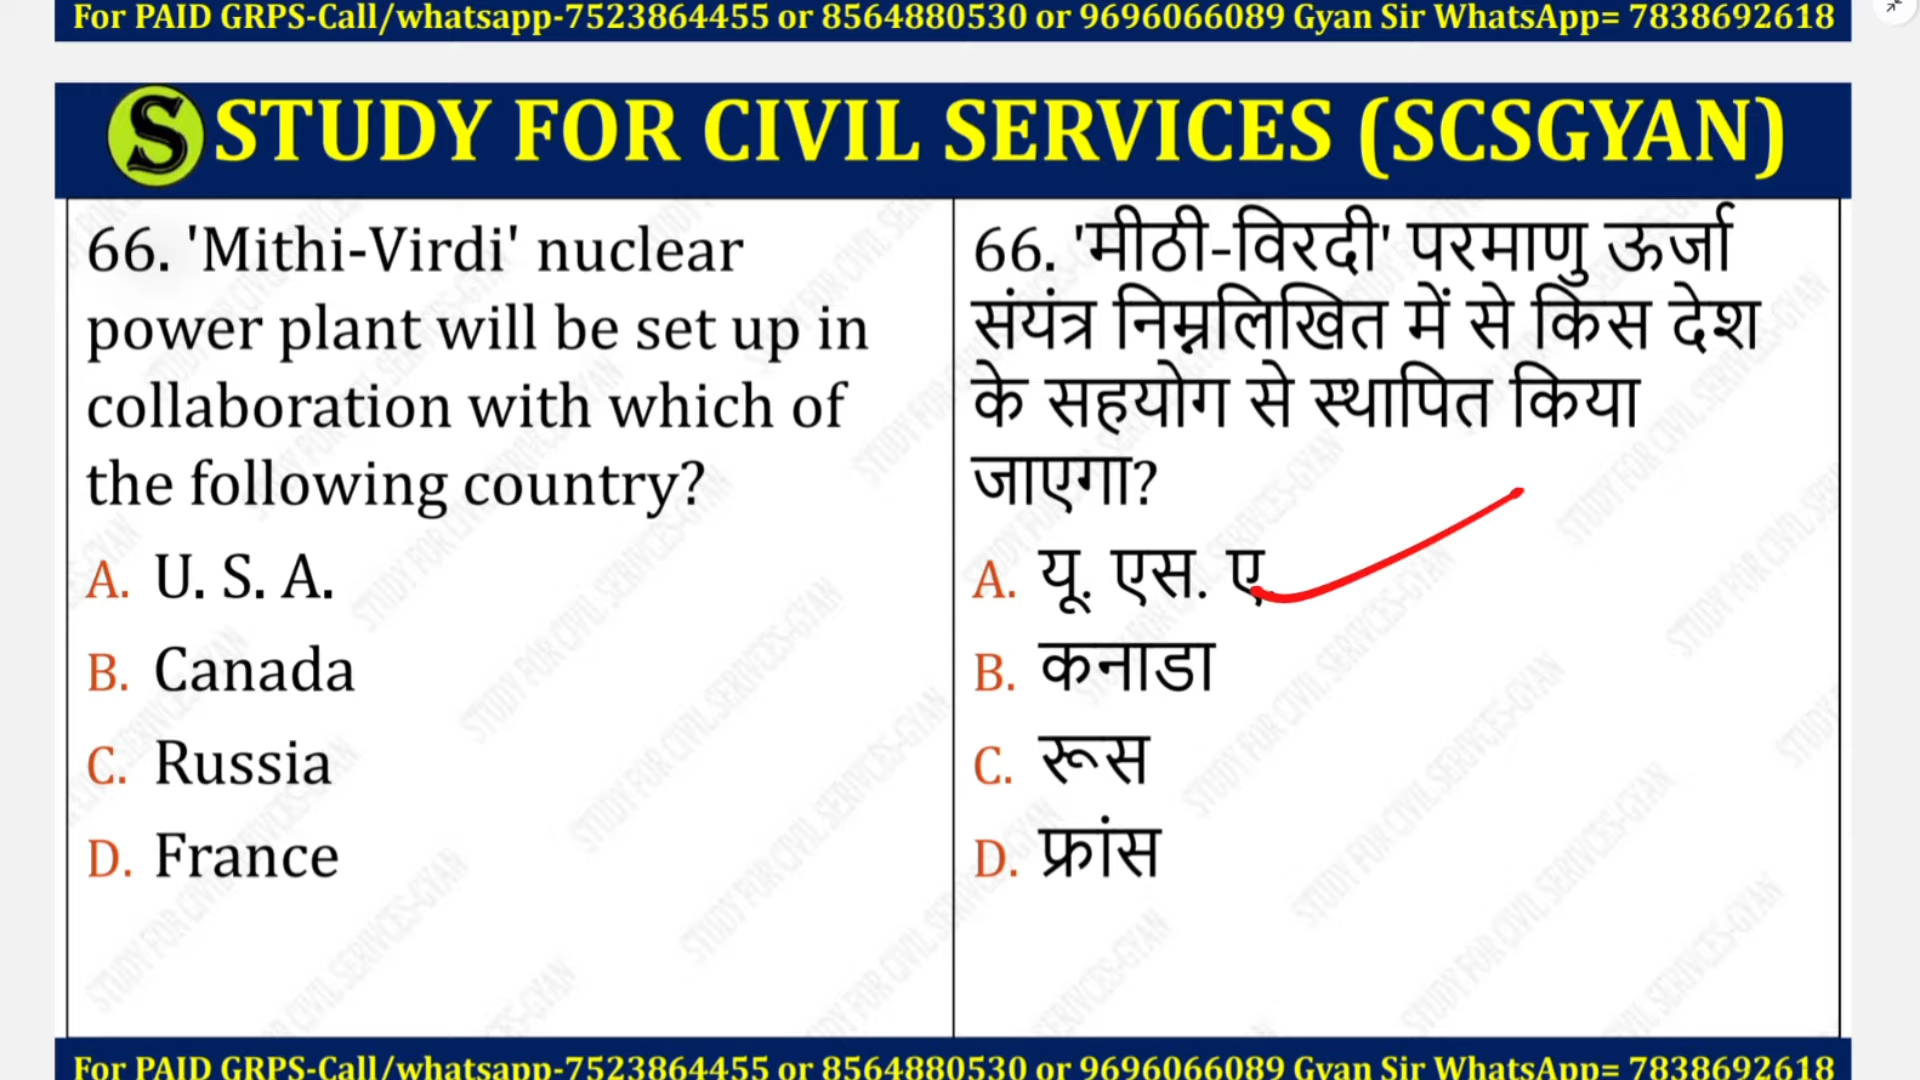 For PAID GRPS-Call/whatsapp-7523864455 or 8564880530 or 9696066089 Gyan Sir WhatsApp= 7838692618
S STUDY FOR CIVIL SERVICES (SCSGYAN)
66. 'Mithi-Virdi' nuclear
power plant will be set up in
collaboration with which of
the following country?
A. U. S. A.
B. Canada
C. Russia
D. France
66. 'मीठी-विरदी' परमाणु ऊर्जा
संयंत्र निम्नलिखित में से किस देश
के सहयोग से स्थापित किया
जाएगा?
A. यू. एस. ए
B. कनाडा
C. रूस
D. फ्रांस
For PAID GRPS-Call/whatsapp-7523864455 or 8564880530 or 9696066089 Gyan Sir WhatsApp= 7838692618